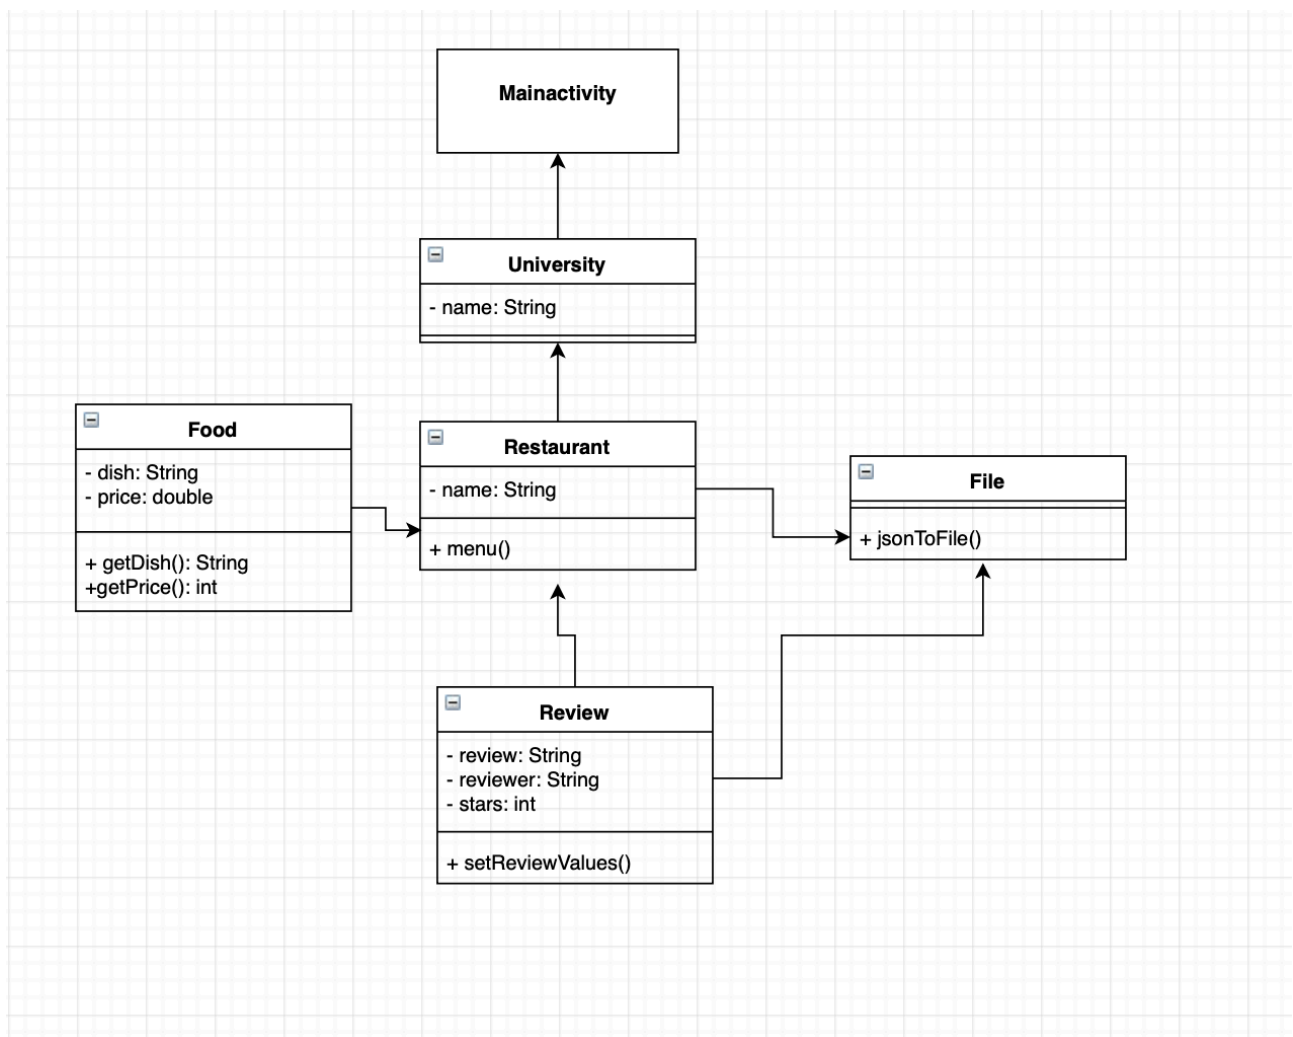 Mainactivity
University
- name: String
Food
- dish: String
- price: double
+ getDish(): String
+getPrice(): int
Restaurant
- name: String
+ menu()
File
+ jsonToFile()
Review
- review: String
- reviewer: String
- stars: int
+ setReviewValues()